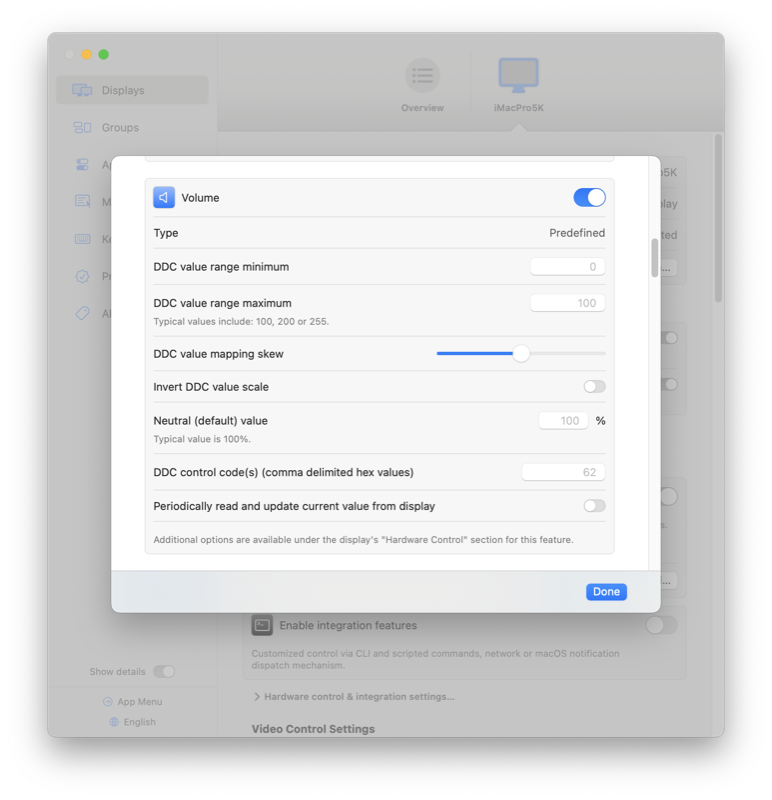 Displays
Groups
Overview
iMacPro5K
Volume
Type
Predefined
DDC value range minimum
0
DDC value range maximum
100
Typical values include: 100, 200 or 255.
DDC value mapping skew
Invert DDC value scale
Neutral (default) value
100 %
Typical value is 100%.
DDC control code(s) (comma delimited hex values)
62
Periodically read and update current value from display
Additional options are available under the display's "Hardware Control" section for this feature.
Done
Enable integration features
Customized control via CLI and scripted commands, network or macOS notification
dispatch mechanism.
Hardware control & integration settings...
Video Control Settings
Show details
App Menu
English